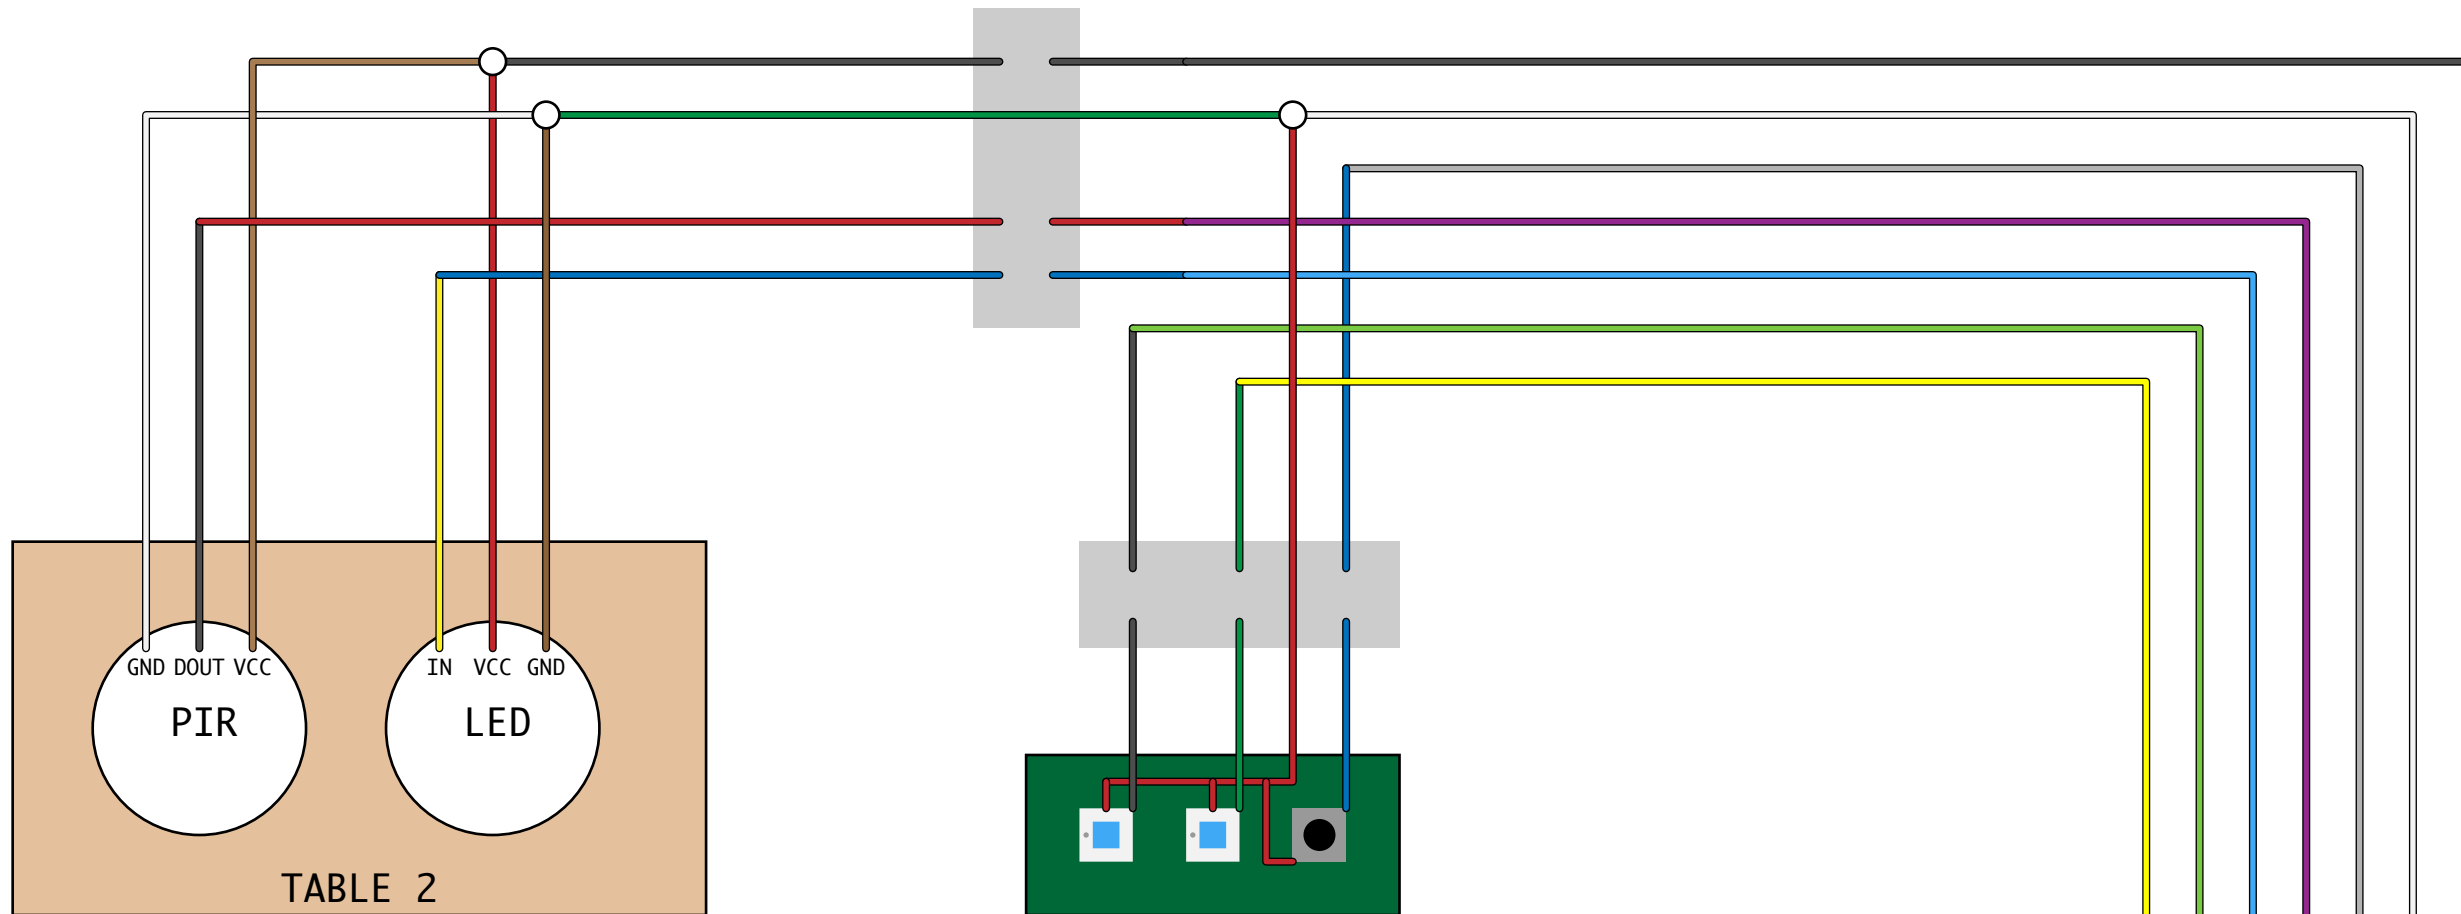 GND DOUT VCC
PIR
IN VCC GND
LED
TABLE 2